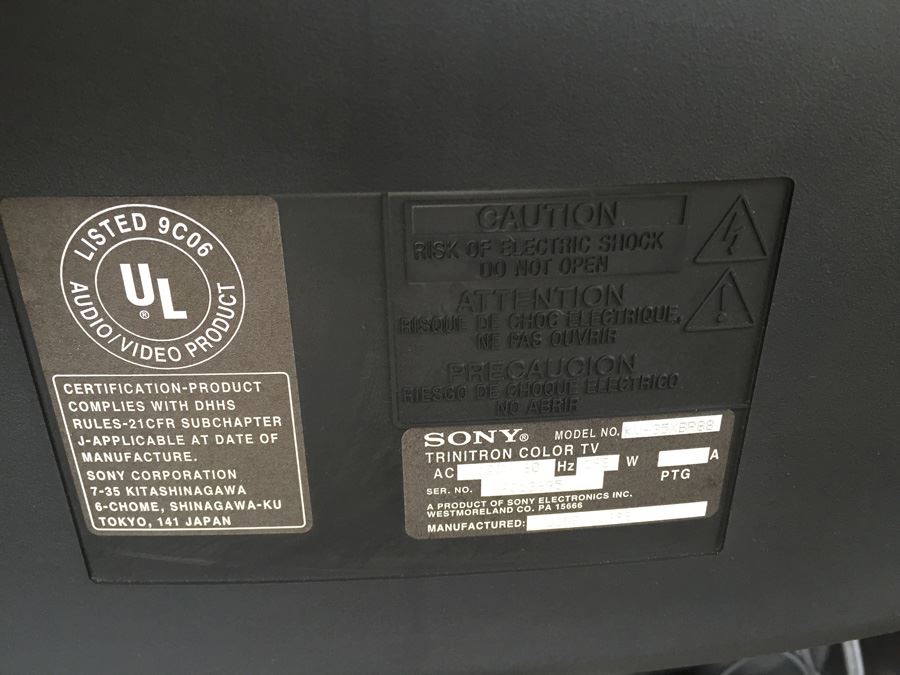 LISTED 9C06
UL
®
AUDIO/VIDEO PRODUCT
CERTIFICATION-PRODUCT
COMPLIES WITH DHHS
RULES-21CFR SUBCHAPTER
J-APPLICABLE AT DATE OF
MANUFACTURE.
SONY CORPORATION
7-35 KITASHINAGAWA
6-CHOME, SHINAGAWA-KU
TOKYO, 141 JAPAN
CAUTION
RISK OF ELECTRIC SHOCK
DO NOT OPEN
ATTENTION
RISQUE DE CHOC ELECTRIQUE,
NE PAS OUVRIR
PRECAUCION
RIESGO DE CHOQUE ELECTRICO
NO ABRIR
SONY® MODEL NO.
TRINITRON COLOR TV
AC Hz W A
SER. NO. PTG
A PRODUCT OF SONY ELECTRONICS INC.
WESTMORELAND CO. PA 15666
MANUFACTURED: